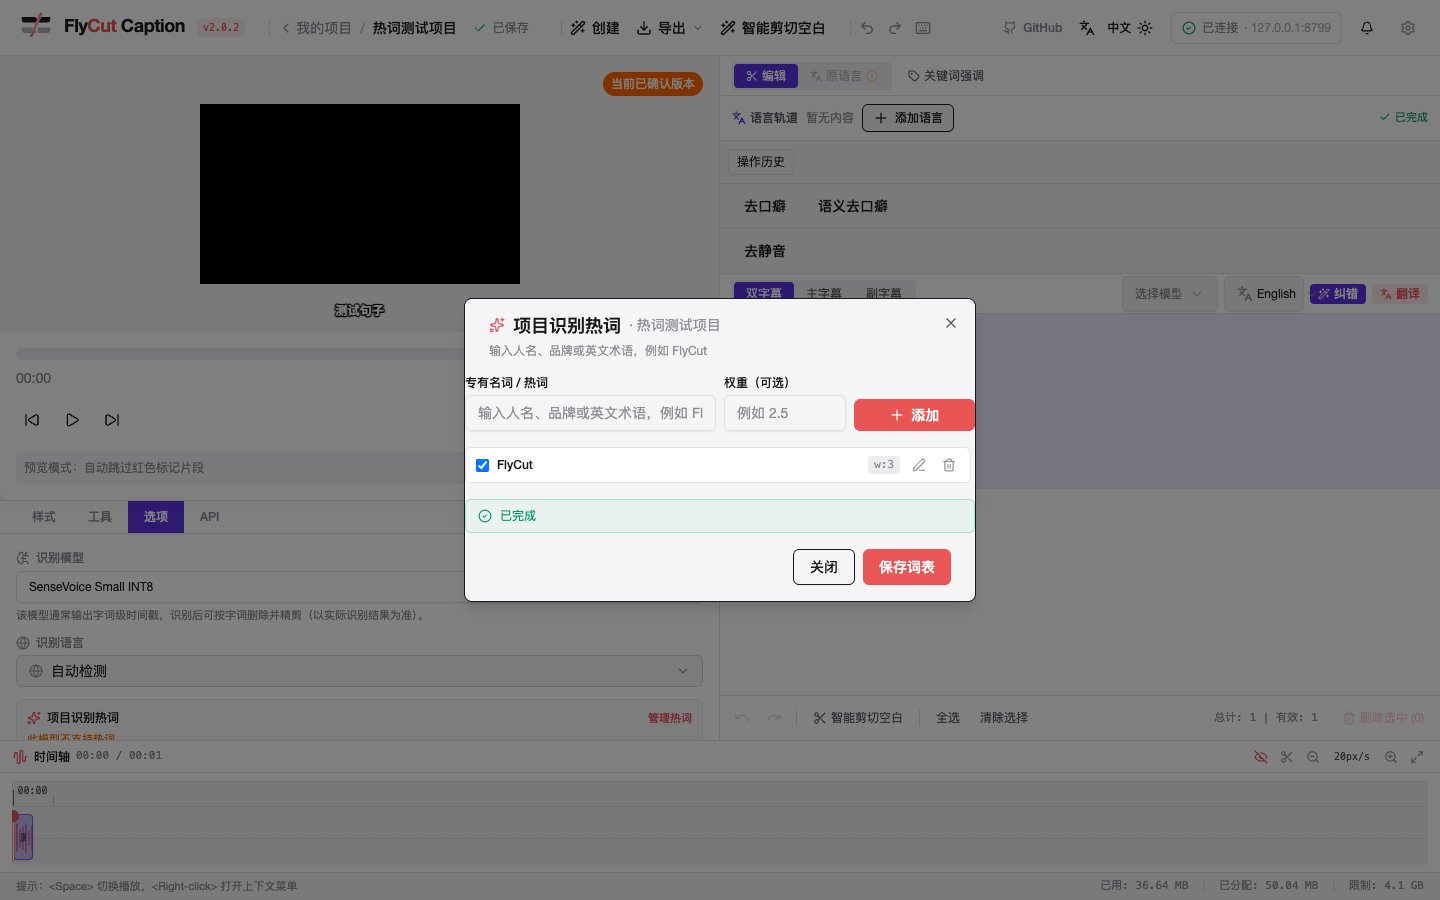 FlyCut Caption v2.0.2 我的项目 / 热词测试项目 已保存 创建 导出 智能剪切空白 GitHub 中文 已连接 · 127.0.0.1:8799
当前已确认版本
测试句子
00:00
预览模式：自动跳过红色标记片段
样式 工具 选项 API
识别模型
SenseVoice Small INT8
该模型通常输出字词级时间戳，识别后可按字词删除并精剪（以实际识别结果为准）。
识别语言
自动检测
项目识别热词 管理热词
此模型不支持热词
编辑 原语言 关键词强调
语言轨道 暂无内容 添加语言 已完成
操作历史
去口癖 语义去口癖
去静音
双字幕 主字幕 副字幕 选择模型 English 纠错 翻译
项目识别热词 · 热词测试项目
输入人名、品牌或英文术语，例如 FlyCut
专有名词 / 热词 权重（可选）
输入人名、品牌或英文术语，例如 Fl 例如 2.5 添加
FlyCut w:3
已完成
关闭 保存词表
智能剪切空白 全选 清除选择 总计: 1 | 有效: 1 删除选中 (0)
时间轴 00:00 / 00:01 20px/s
00:00
提示：<Space> 切换播放，<Right-click> 打开上下文菜单 已用: 36.64 MB 已分配: 50.04 MB 限制: 4.1 GB